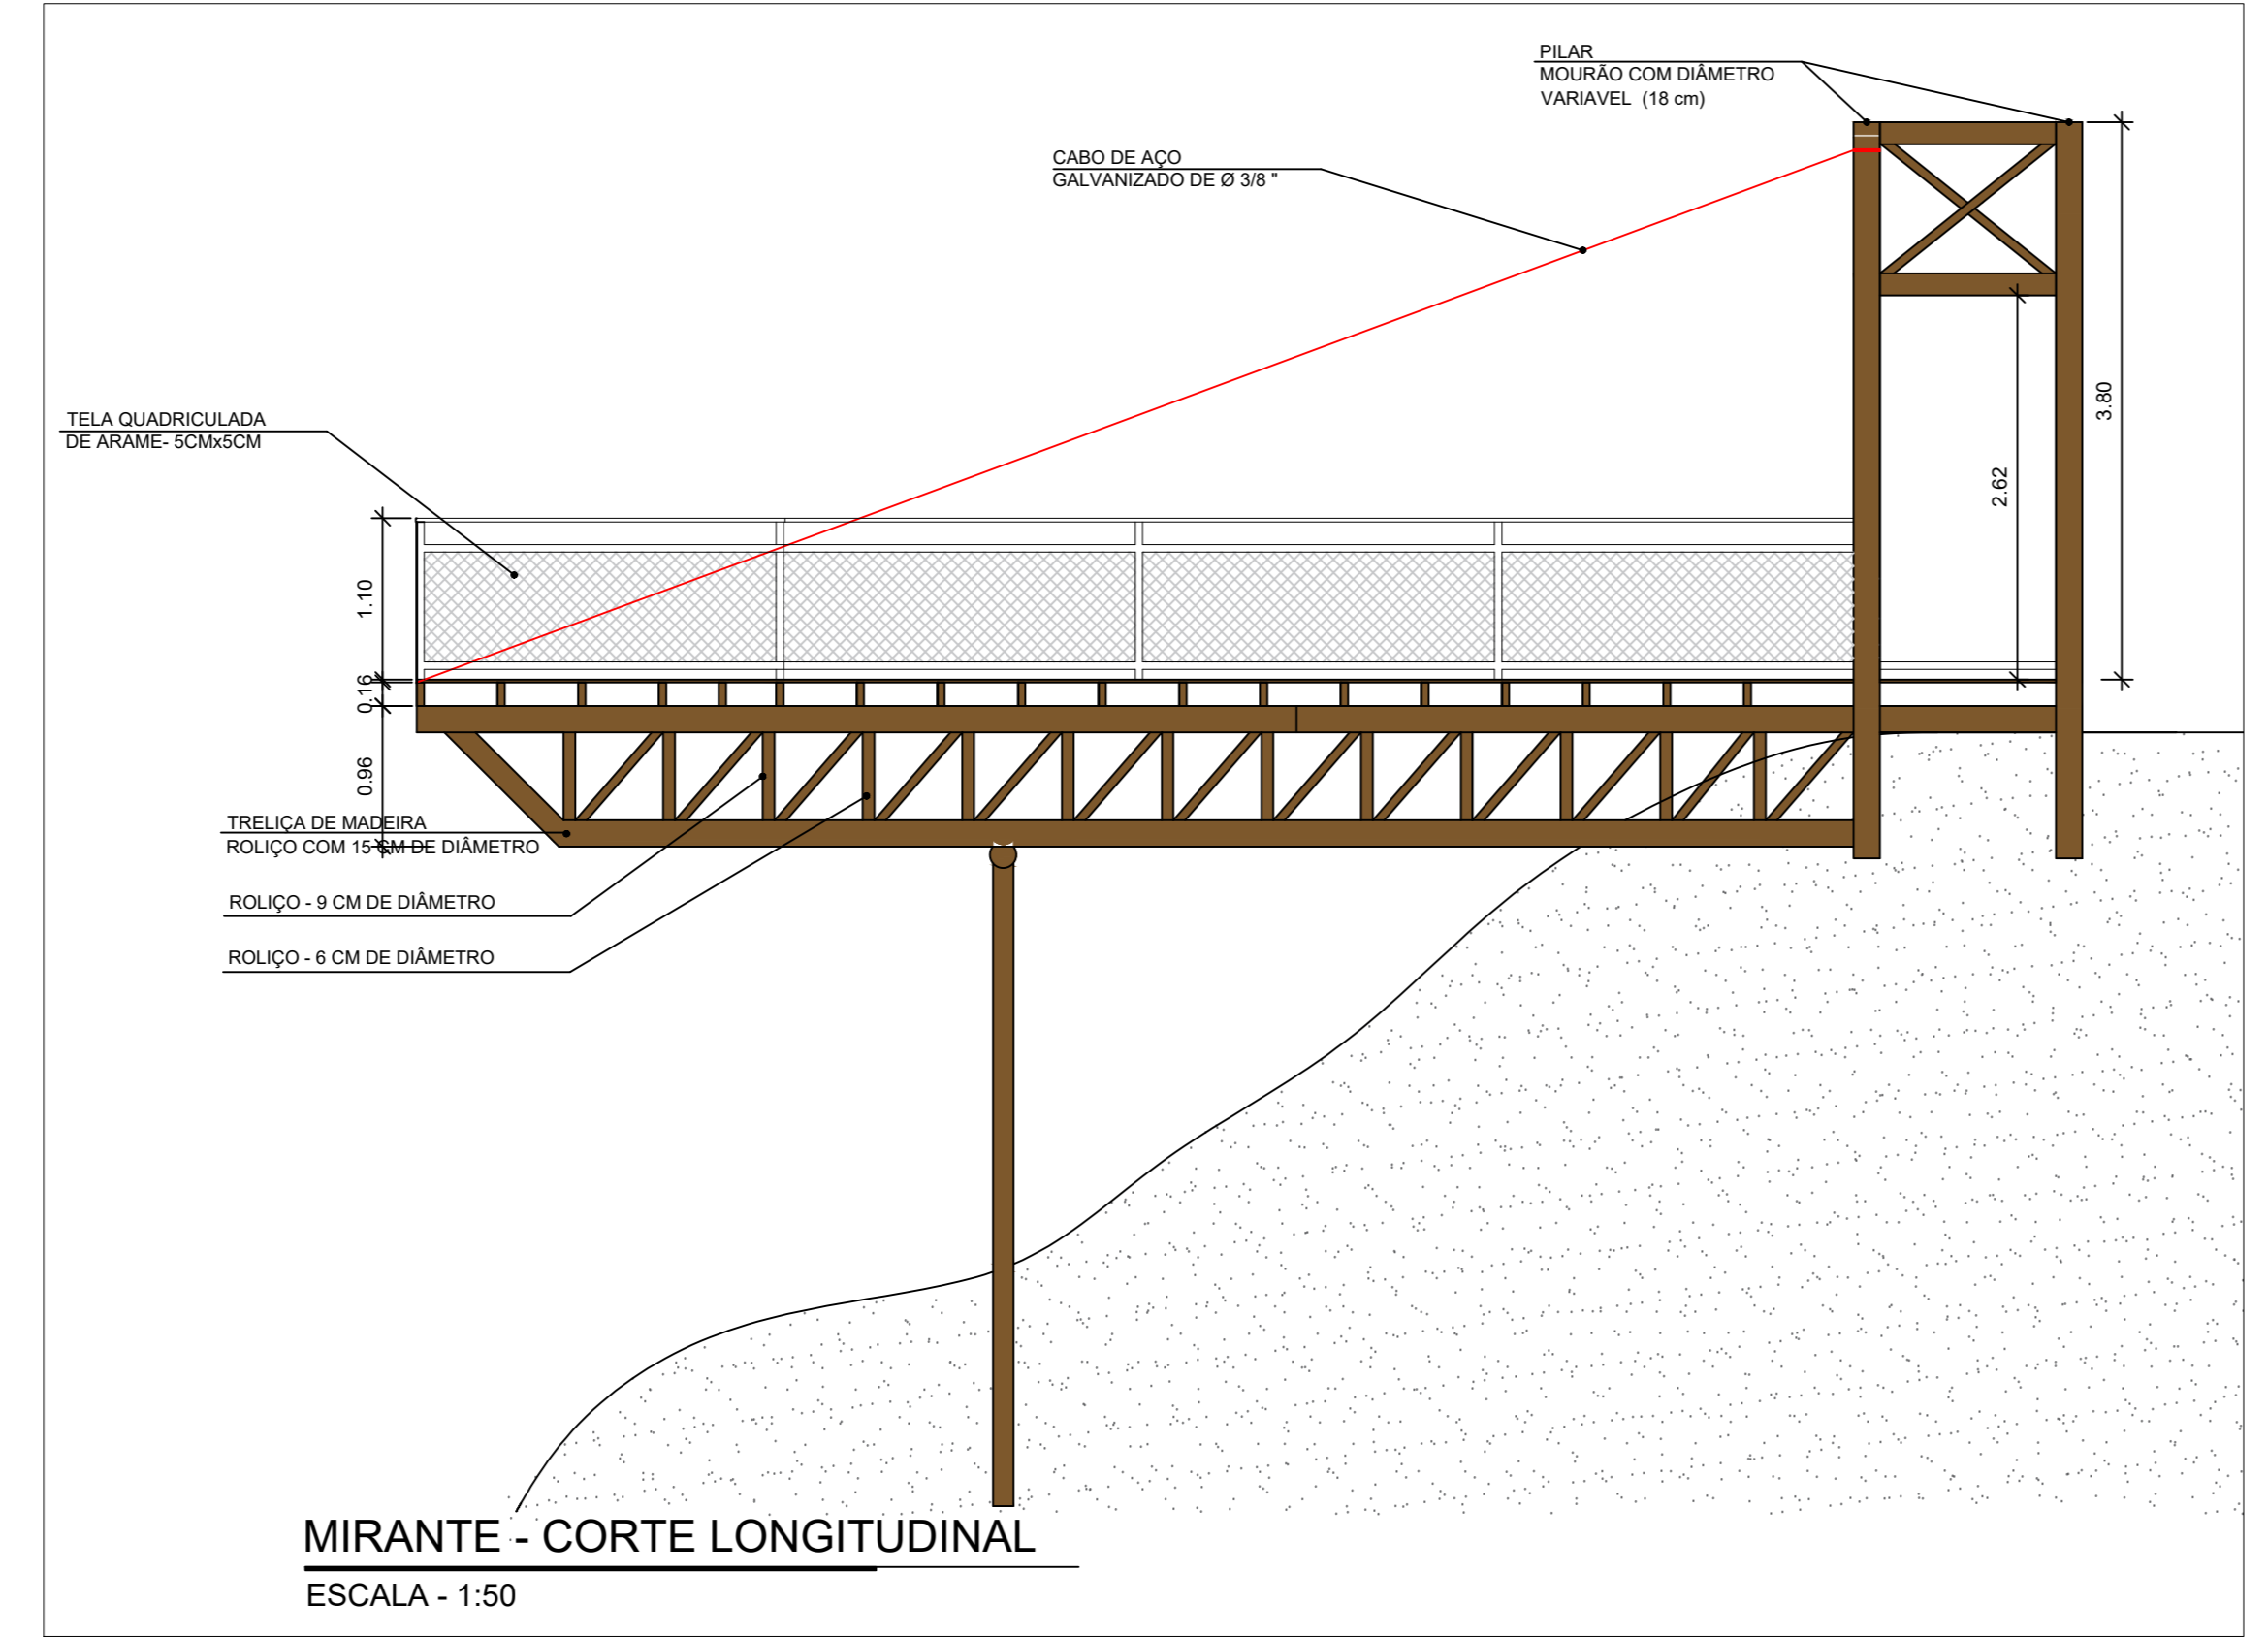 PILAR
MOURÃO COM DIÂMETRO
VARIAVEL (18 cm)
CABO DE AÇO
GALVANIZADO DE Ø 3/8 "
TELA QUADRICULADA
DE ARAME- 5CMx5CM
3.80
2.62
1.10
0.16
0.96
TRELIÇA DE MADEIRA
ROLIÇO COM 15 CM DE DIÂMETRO
ROLIÇO - 9 CM DE DIÂMETRO
ROLIÇO - 6 CM DE DIÂMETRO
MIRANTE - CORTE LONGITUDINAL
ESCALA - 1:50